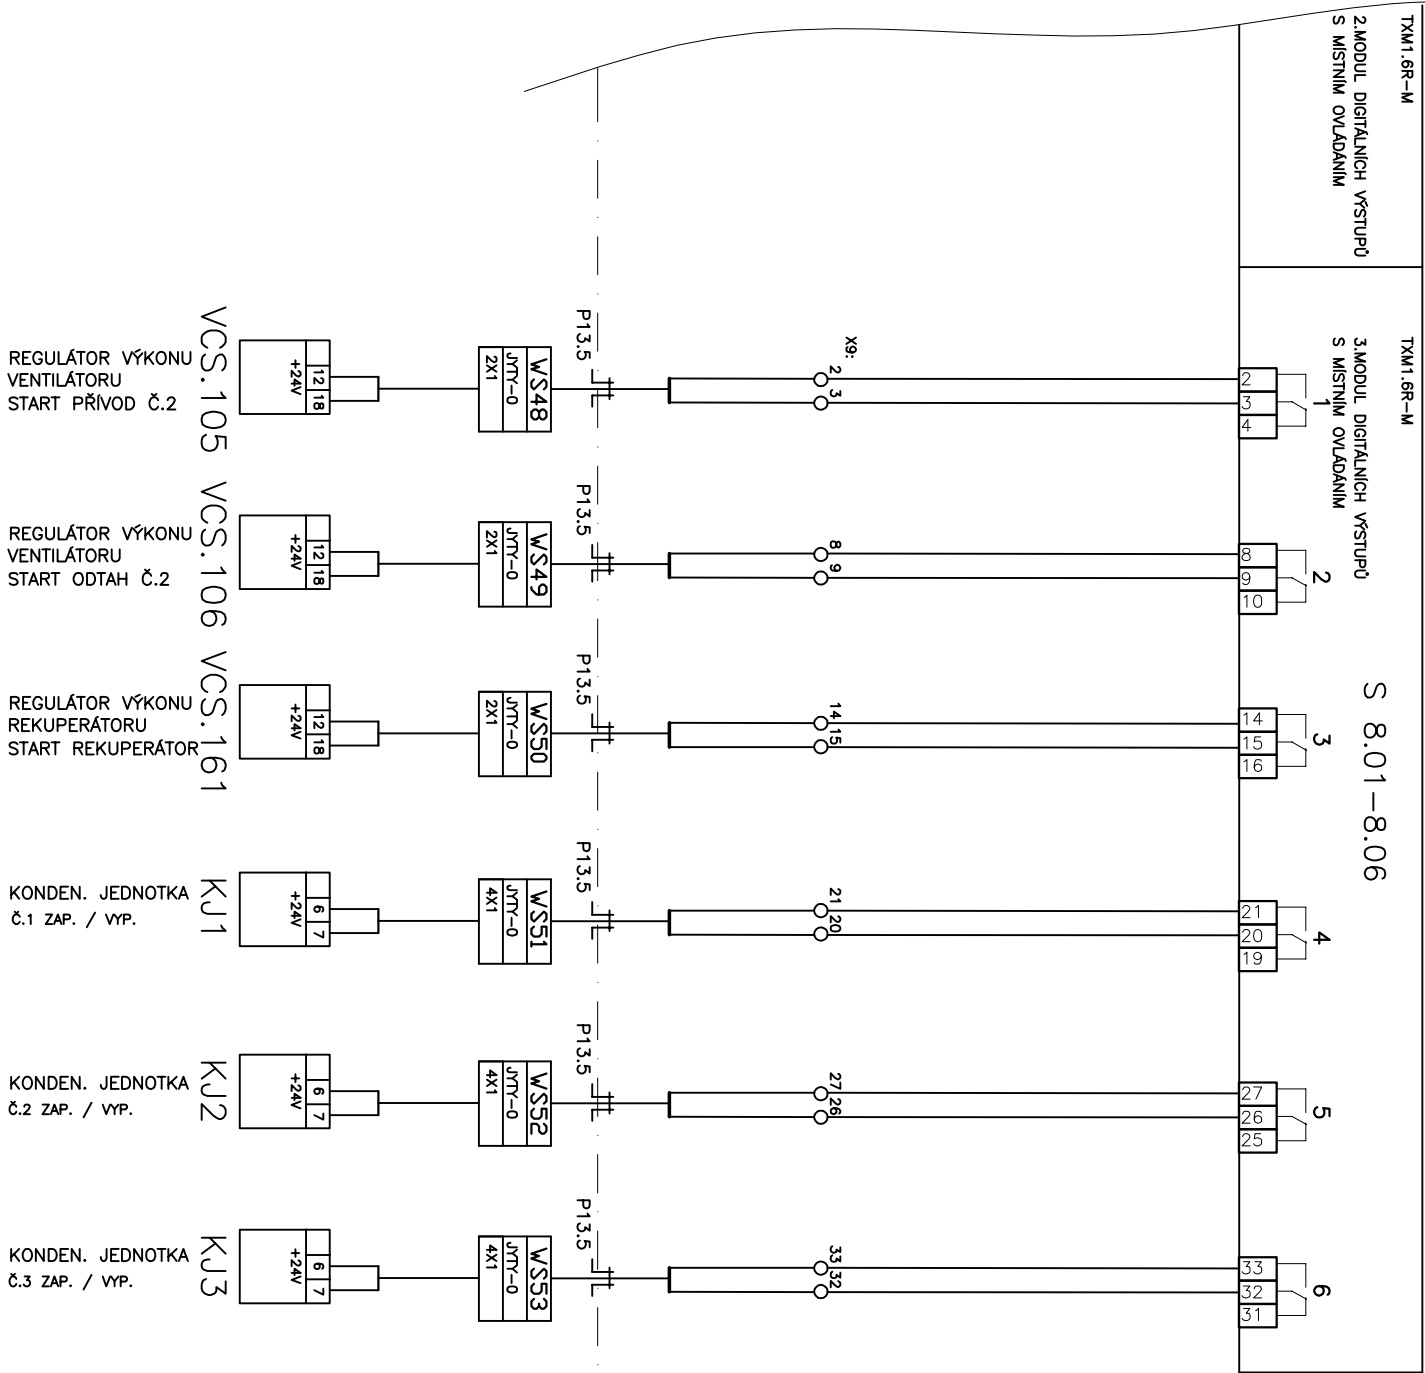 TXM1.6R-M
2.MODUL DIGITÁLNICH VÝSTUPŮ
S MÍSTNÍM OVLÁDÁNÍM
TXM1.6R-M
3.MODUL DIGITÁLNICH VÝSTUPŮ
S MÍSTNÍM OVLÁDÁNÍM
S 8.01-8.06
1
2
3
4
2
8
9
10
3
14
15
16
4
21
20
19
5
27
26
25
6
33
32
31
X9:
2
3
8
9
14
15
21
20
27
26
33
32
P13.5
P13.5
P13.5
P13.5
P13.5
P13.5
WS48
JYTY-O
2X1
WS49
JYTY-O
2X1
WS50
JYTY-O
2X1
WS51
JYTY-O
4X1
WS52
JYTY-O
4X1
WS53
JYTY-O
4X1
12 18
+24V
12 18
+24V
12 18
+24V
6 7
+24V
6 7
+24V
6 7
+24V
VCS.105
VCS.106
VCS.161
KJ1
KJ2
KJ3
REGULÁTOR VÝKONU
VENTILÁTORU
START PŘÍVOD Č.2
REGULÁTOR VÝKONU
VENTILÁTORU
START ODTAH Č.2
REGULÁTOR VÝKONU
REKUPERÁTORU
START REKUPERÁTOR
KONDEN. JEDNOTKA
Č.1 ZAP. / VYP.
KONDEN. JEDNOTKA
Č.2 ZAP. / VYP.
KONDEN. JEDNOTKA
Č.3 ZAP. / VYP.